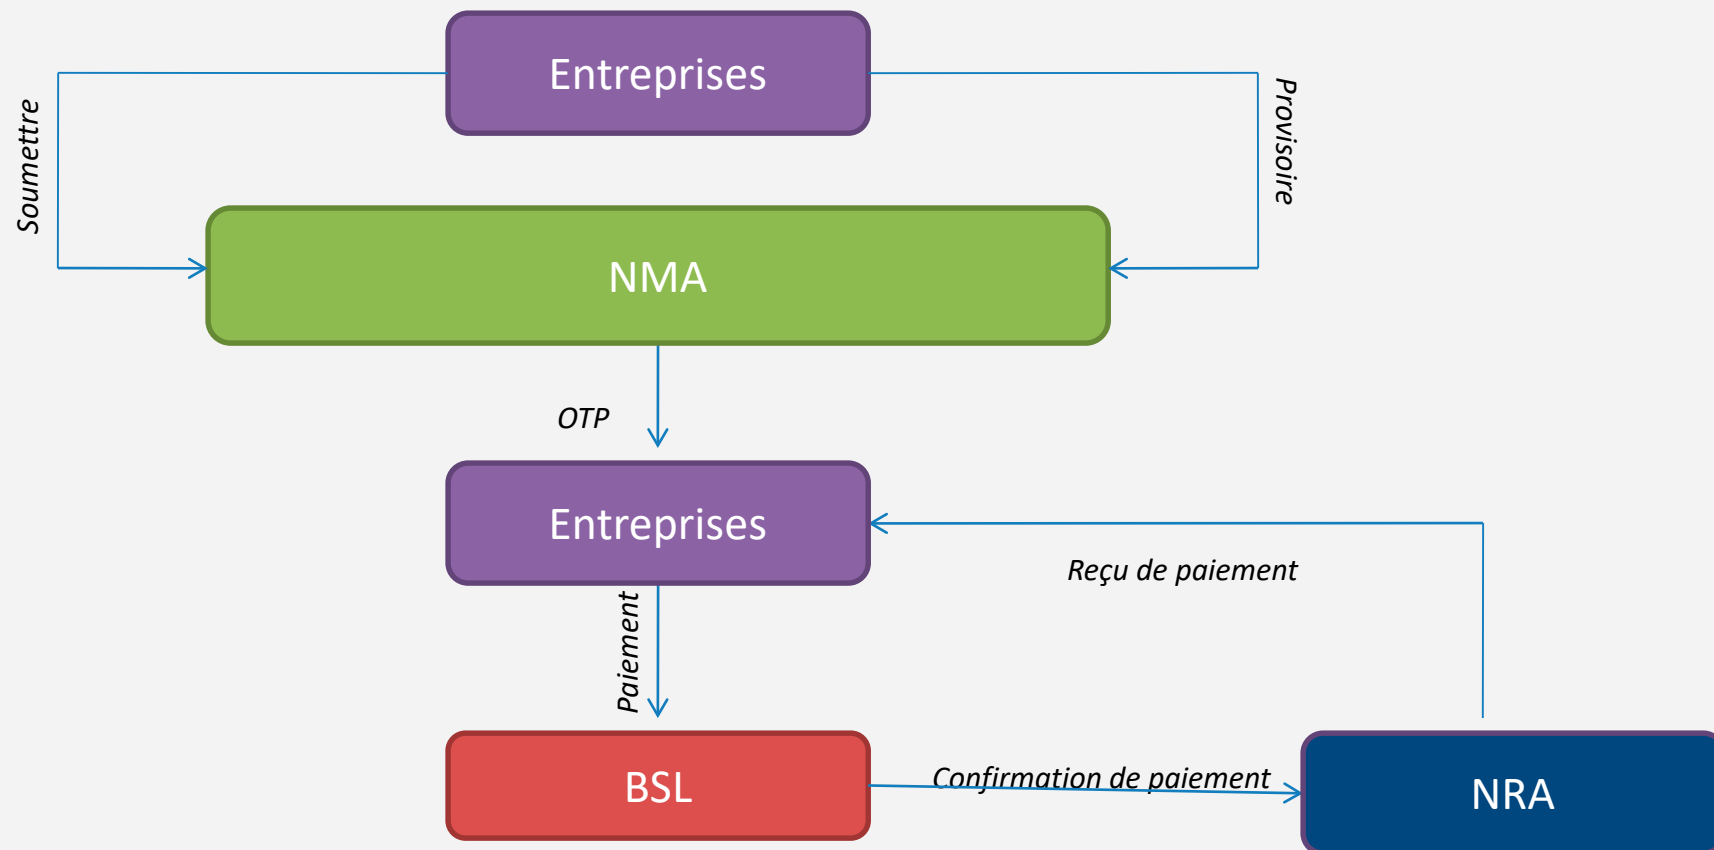 Entreprises
Soumettre
Provisoire
NMA
OTP
Entreprises
Reçu de paiement
Paiement
BSL
Confirmation de paiement
NRA